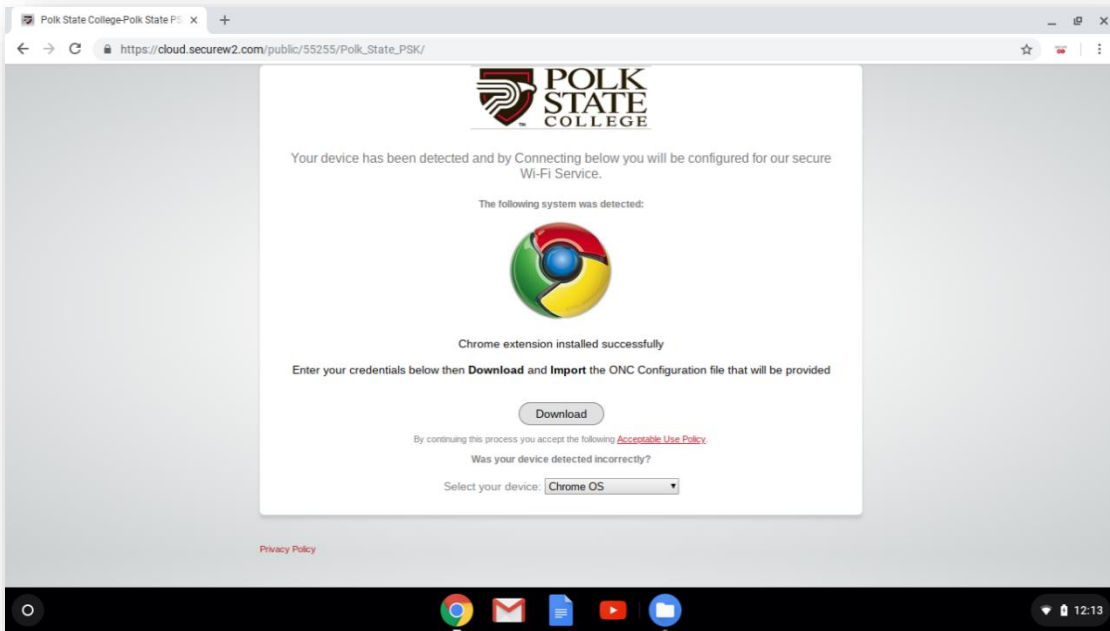 Polk State College-Polk State PS
https://cloud.securew2.com/public/55255/Polk_State_PSK/
POLK
STATE
COLLEGE
TM
Your device has been detected and by Connecting below you will be configured for our secure
Wi-Fi Service.
The following system was detected:
Chrome extension installed successfully
Enter your credentials below then Download and Import the ONC Configuration file that will be provided
Download
By continuing this process you accept the following Acceptable Use Policy.
Was your device detected incorrectly?
Select your device: Chrome OS
Privacy Policy
12:13